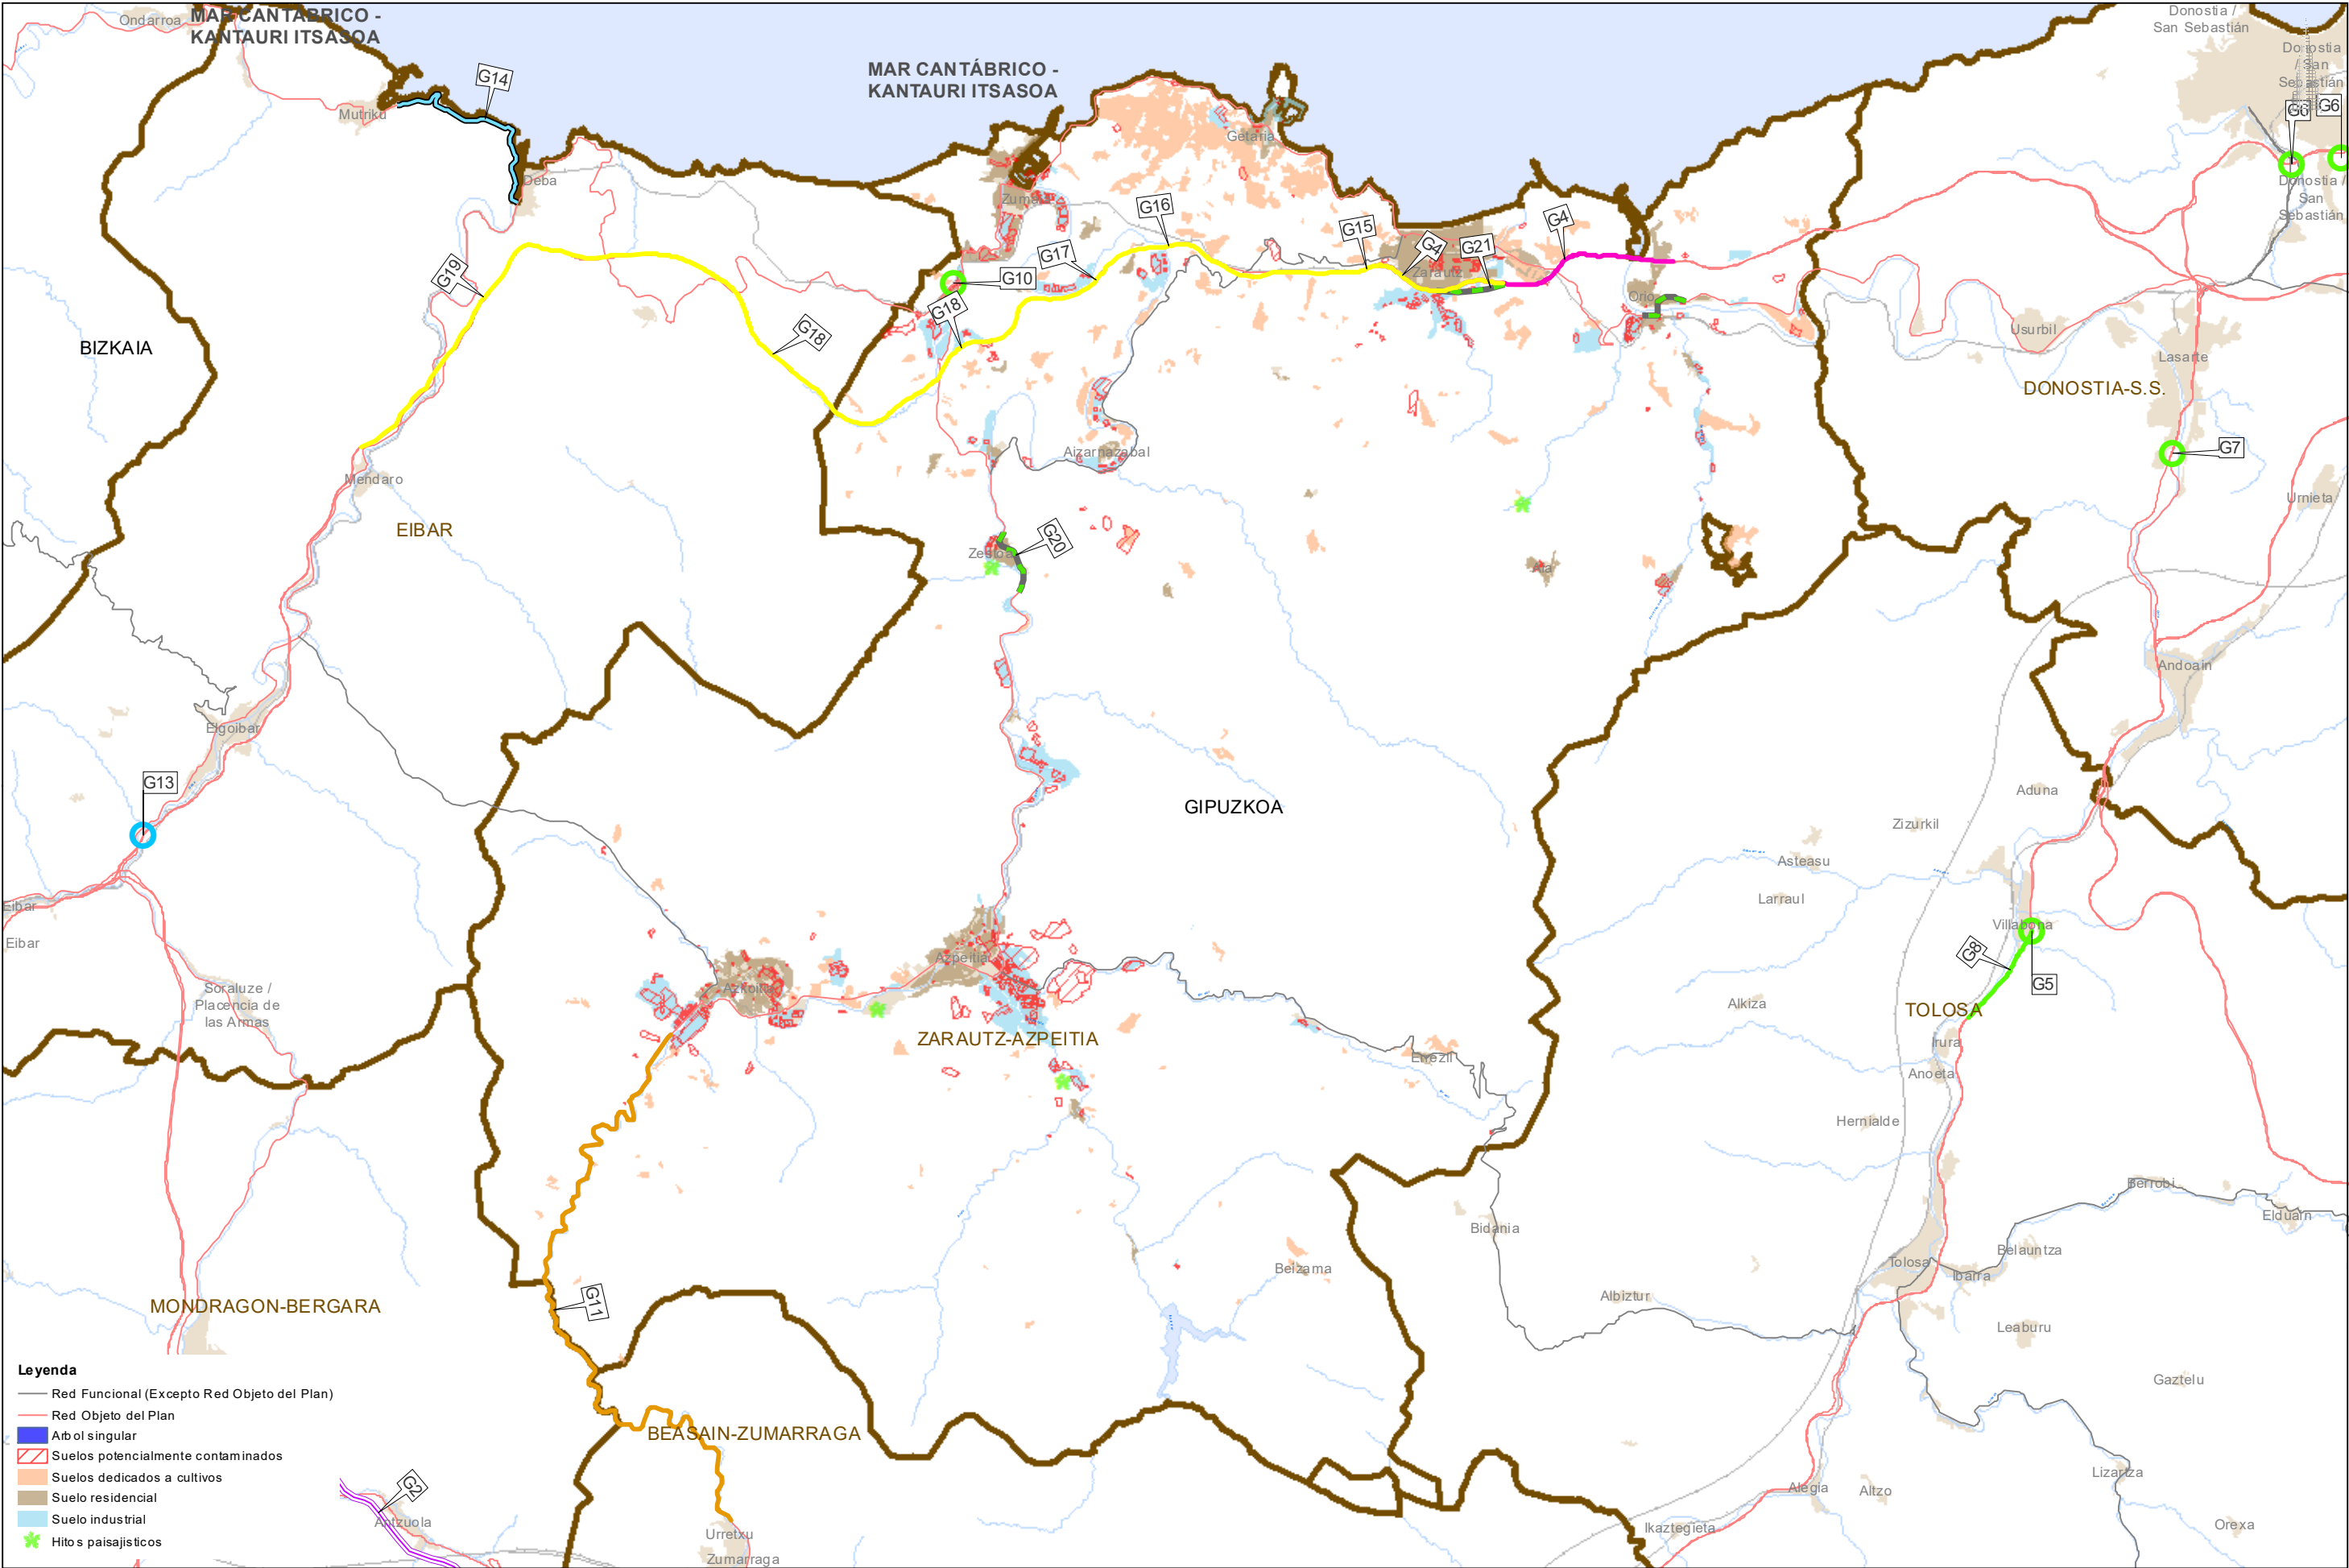 Ondarroa
MAR CANTÁBRICO -
KANTAURI ITSASOA
G14
Mutriku
Deba
MAR CANTÁBRICO -
KANTAURI ITSASOA
Getaria
Donostia /
San Sebastián
Donostia
/ San
Sebastián
G6
G6
Donostia /
San
Sebastián
Zumaia
G16
G15
G4
G21
G4
G17
G10
G18
G19
G18
Zarautz
Orio
Usurbil
Lasarte
BIZKAIA
DONOSTIA-S.S.
G7
Urnieta
Mendaro
EIBAR
Aizarnazabal
Zestoa
G20
Aia
Andoain
Elgoibar
G13
GIPUZKOA
Aduna
Zizurkil
Asteasu
Larraul
Eibar
Eibar
Villabona
G8
G5
Azpeitia
Azkoitia
Soraluze /
Placencia de
las Armas
Alkiza
TOLOSA
ZARAUTZ-AZPEITIA
Errezil
Irura
Anoeta
Hernialde
Berrobi
Elduain
Bidania
Belauntza
Tolosa
Ibarra
Beizama
Albiztur
G11
MONDRAGON-BERGARA
Leaburu
Gaztelu
BEASAIN-ZUMARRAGA
Lizartza
Alegia
Altzo
Ikaztegieta
Orexa
G2
Antzuola
Urretxu
Zumarraga
Leyenda
Red Funcional (Excepto Red Objeto del Plan)
Red Objeto del Plan
Arbol singular
Suelos potencialmente contaminados
Suelos dedicados a cultivos
Suelo residencial
Suelo industrial
Hitos paisajisticos